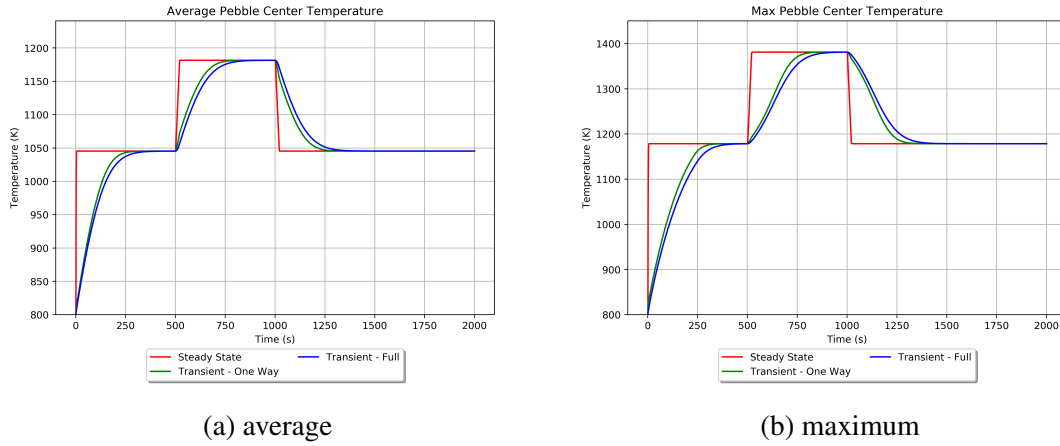 Average Pebble Center Temperature
1200
1150
1100
1050
1000
950
900
850
800
Temperature (K)
0 250 500 750 1000 1250 1500 1750 2000
Time (s)
Steady State
Transient - One Way
Transient - Full
(a) average
Max Pebble Center Temperature
1400
1300
1200
1100
1000
900
800
Temperature (K)
0 250 500 750 1000 1250 1500 1750 2000
Time (s)
Steady State
Transient - One Way
Transient - Full
(b) maximum